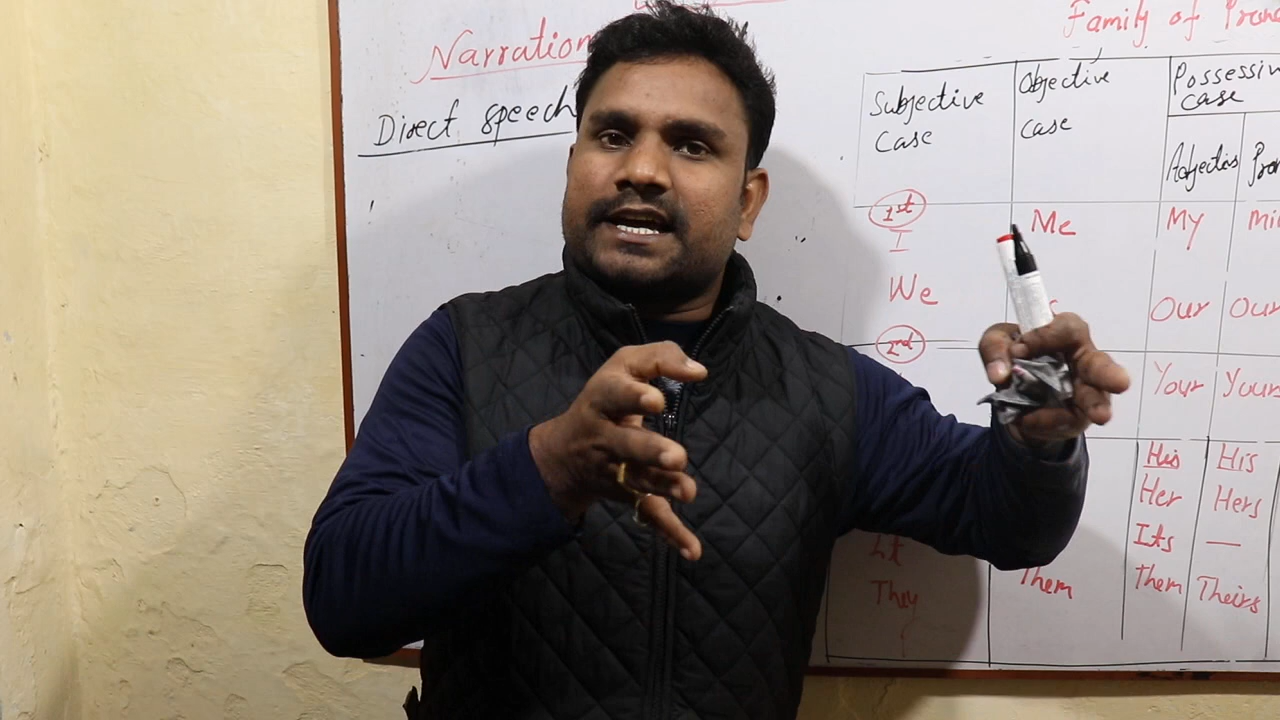 Narration
Family of
Direct speech
Subjective Case
Objective Case
Possessive case
Adjective
1st
I
Me
My
We
Our
Our
2nd
Your
Your
His
His
Her
Hers
Its
—
They
Them
Them
Theirs